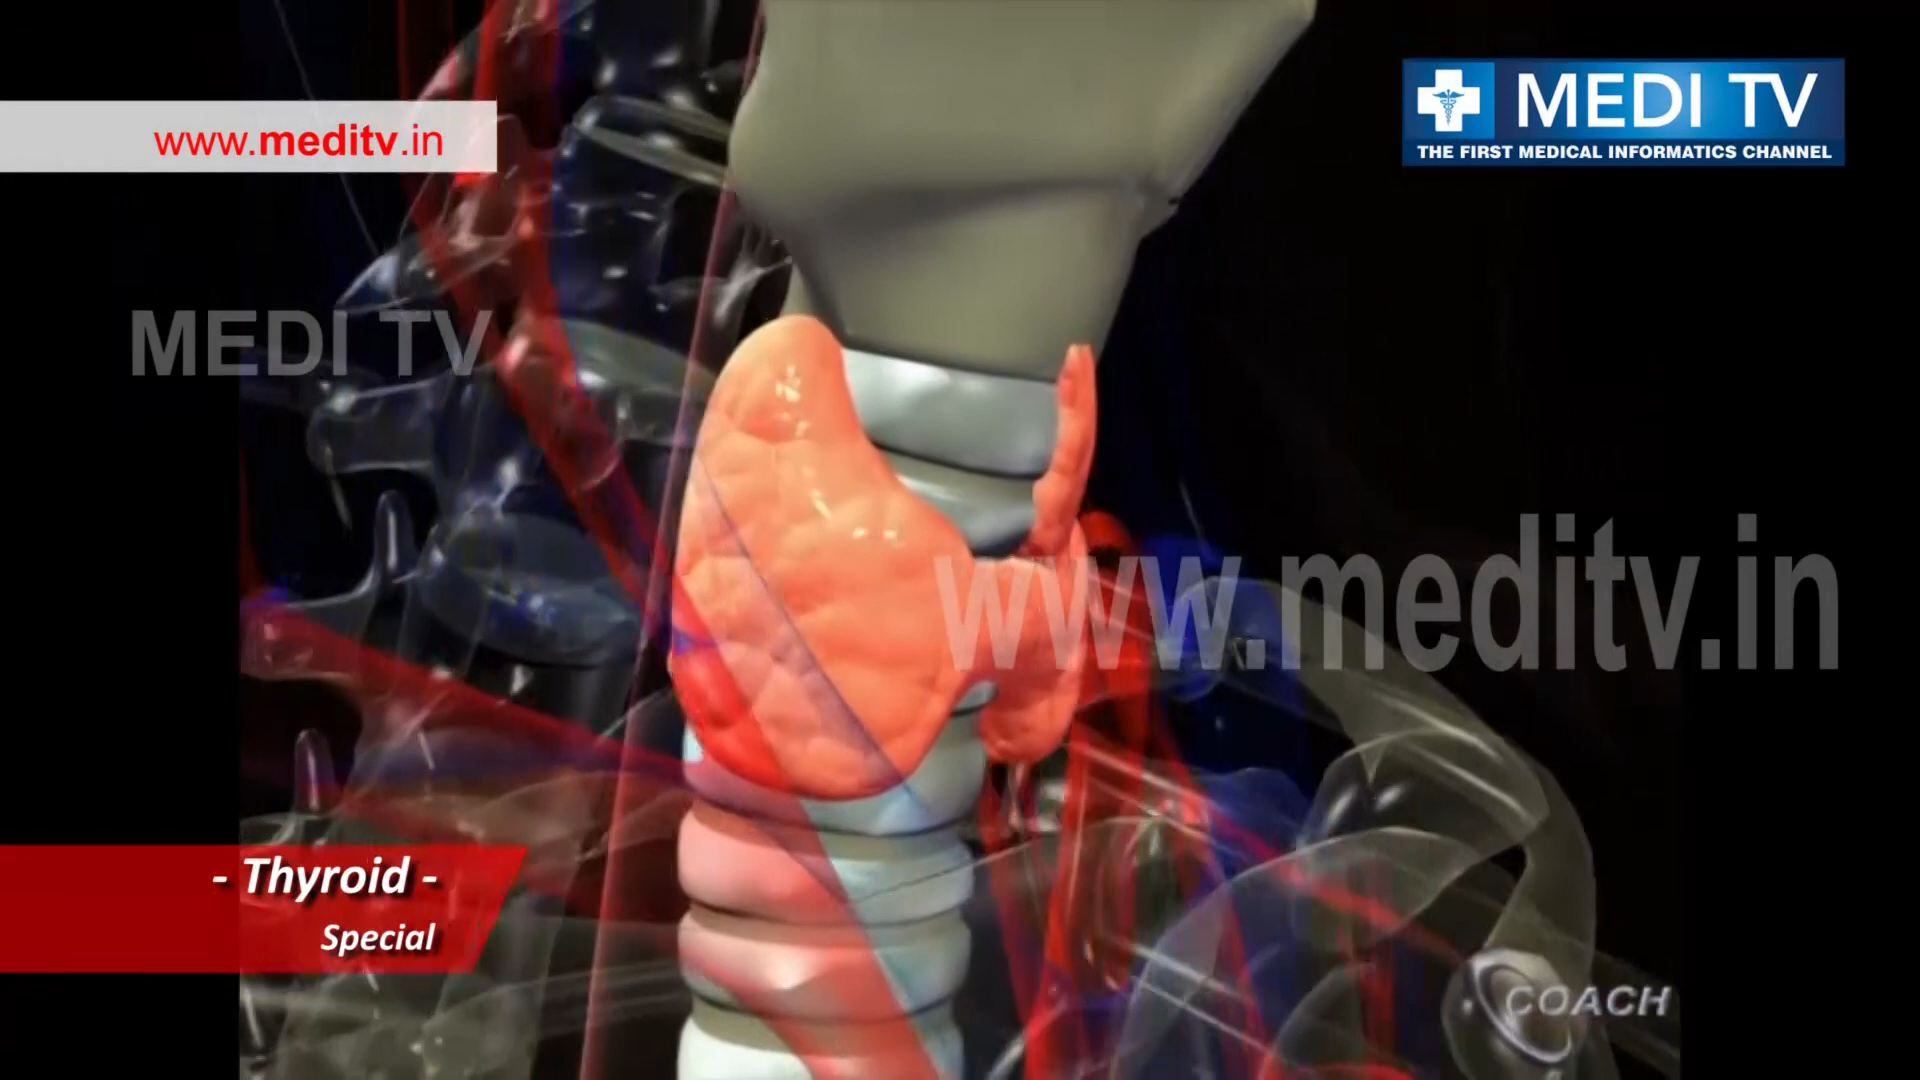 www.meditv.in
MEDI TV
THE FIRST MEDICAL INFORMATICS CHANNEL
MEDI TV
www.meditv.in
- Thyroid -
Special
COACH